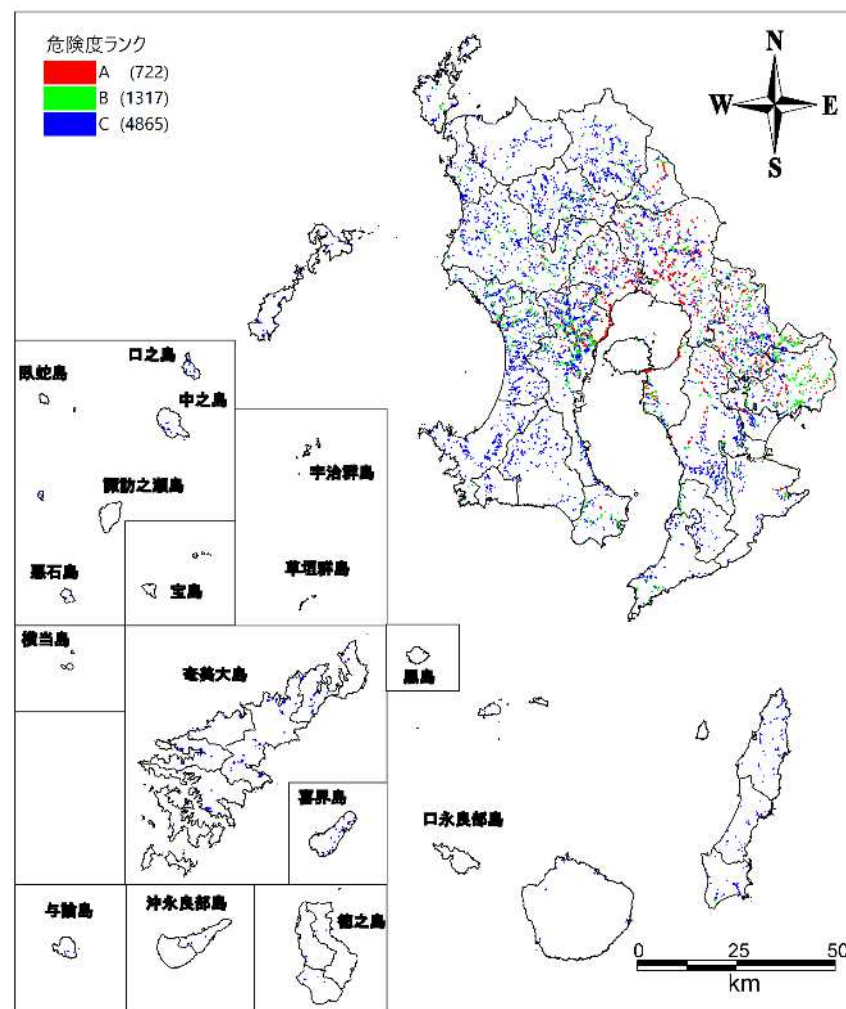 危険度ランク
A (722)
B (1317)
C (4865)
N
W E
S
口之島
臥蛇島
中之島
宇治群島
諏訪之瀬島
草垣群島
悪石島
宝島
横当島
奄美大島
黒島
喜界島
口永良部島
与論島
沖永良部島
徳之島
0 25 50
km